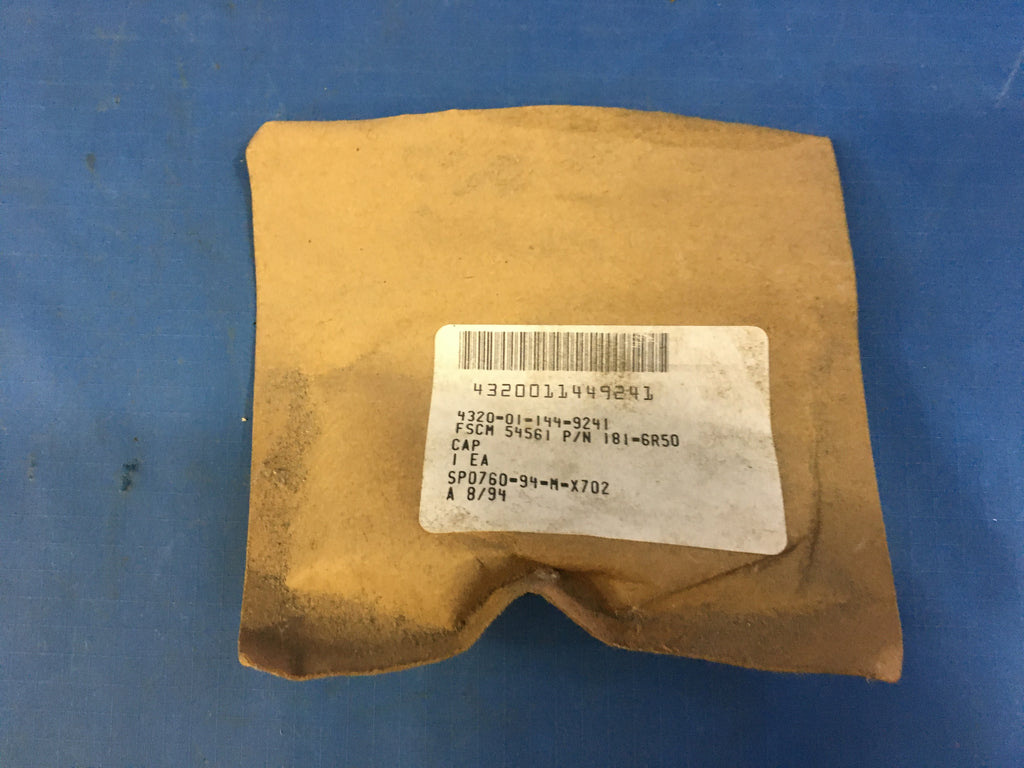 4320011449241
4320-01-144-9241
FSCM 54561 P/N 181-6R50
CAP
1 EA
SP0760-94-M-X702
A 8/94